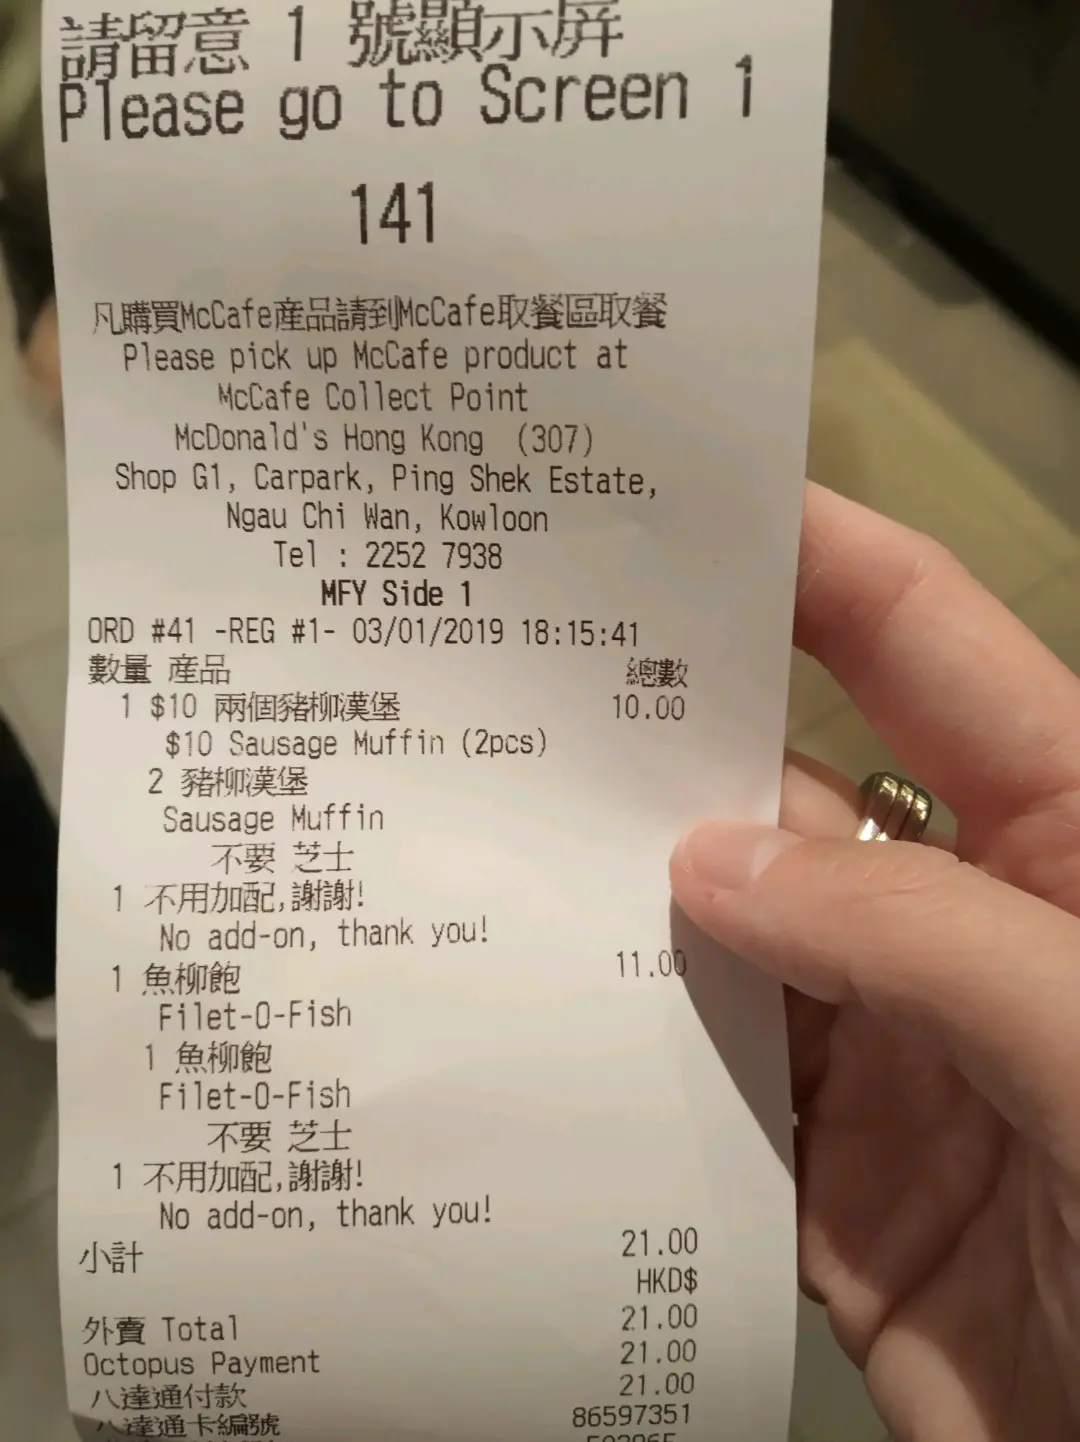 請留意 1 號顯示屏
Please go to Screen 1
141
凡購買McCafe産品請到McCafe取餐區取餐
Please pick up McCafe product at
McCafe Collect Point
McDonald's Hong Kong (307)
Shop G1, Carpark, Ping Shek Estate,
Ngau Chi Wan, Kowloon
Tel : 2252 7938
MFY Side 1
ORD #41 -REG #1- 03/01/2019 18:15:41
數量 産品 總數
1 $10 兩個豬柳漢堡 10.00
$10 Sausage Muffin (2pcs)
2 豬柳漢堡
Sausage Muffin
不要 芝士
1 不用加配,謝謝!
No add-on, thank you!
1 魚柳飽 11.00
Filet-O-Fish
1 魚柳飽
Filet-O-Fish
不要 芝士
1 不用加配,謝謝!
No add-on, thank you!
小計 21.00
HKD$
外賣 Total 21.00
Octopus Payment 21.00
八達通付款 21.00
八達通卡編號 86597351